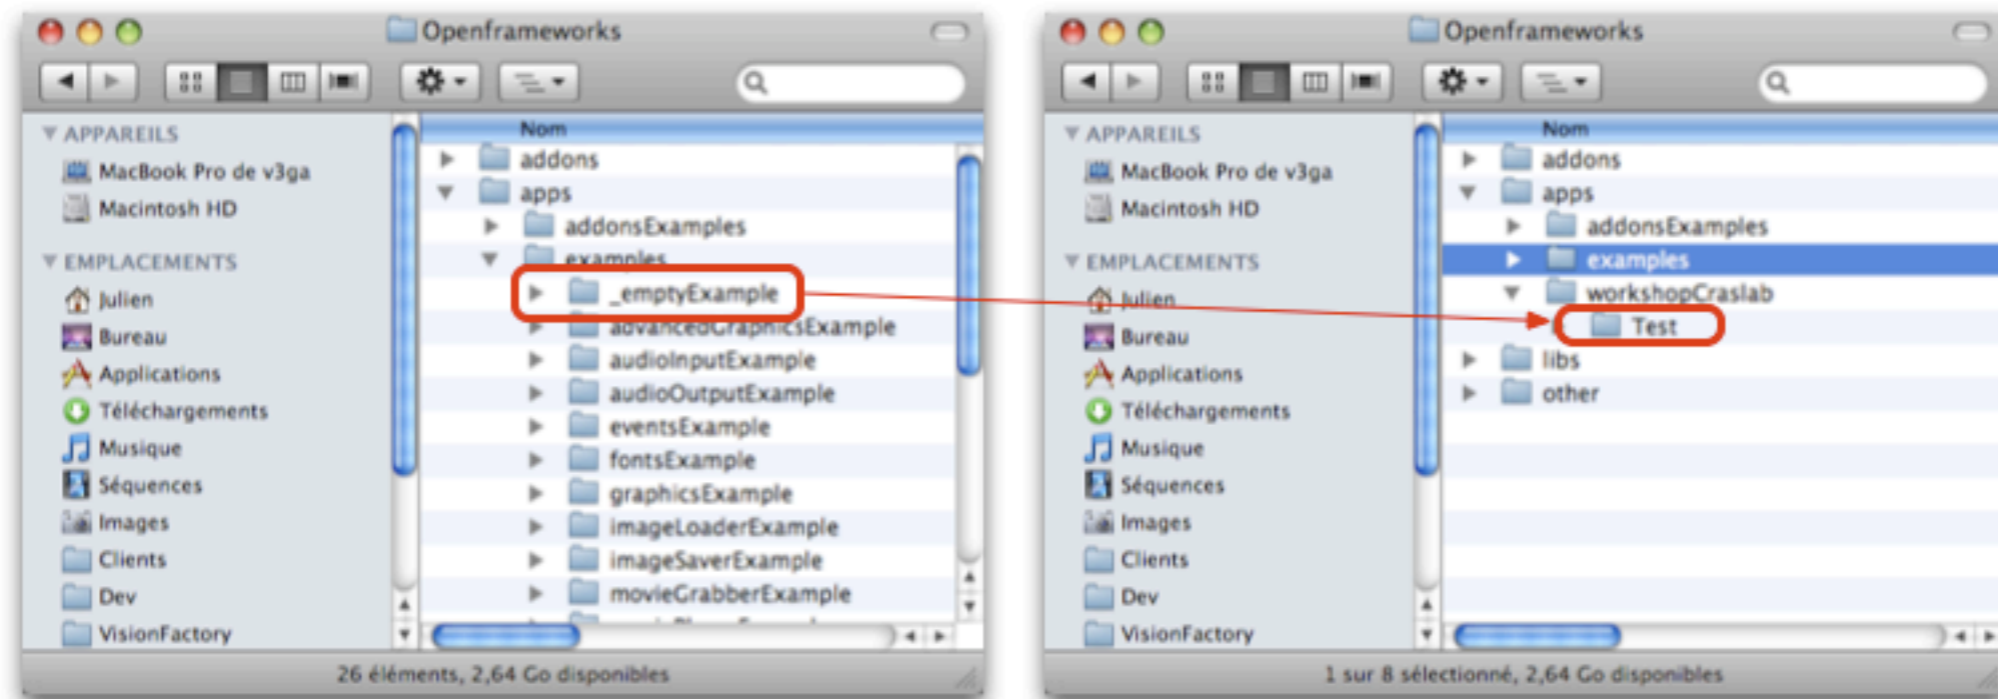 Openframeworks
APPAREILS
MacBook Pro de v3ga
Macintosh HD
EMPLACEMENTS
Julien
Bureau
Applications
Téléchargements
Musique
Séquences
Images
Clients
Dev
VisionFactory
Nom
addons
apps
addonsExamples
examples
_emptyExample
advancedGraphicsExample
audioInputExample
audioOutputExample
eventsExample
fontsExample
graphicsExample
imageLoaderExample
imageSaverExample
movieGrabberExample
26 éléments, 2,64 Go disponibles
Openframeworks
APPAREILS
MacBook Pro de v3ga
Macintosh HD
EMPLACEMENTS
Julien
Bureau
Applications
Téléchargements
Musique
Séquences
Images
Clients
Dev
VisionFactory
Nom
addons
apps
addonsExamples
examples
workshopCraslab
Test
libs
other
1 sur 8 sélectionné, 2,64 Go disponibles